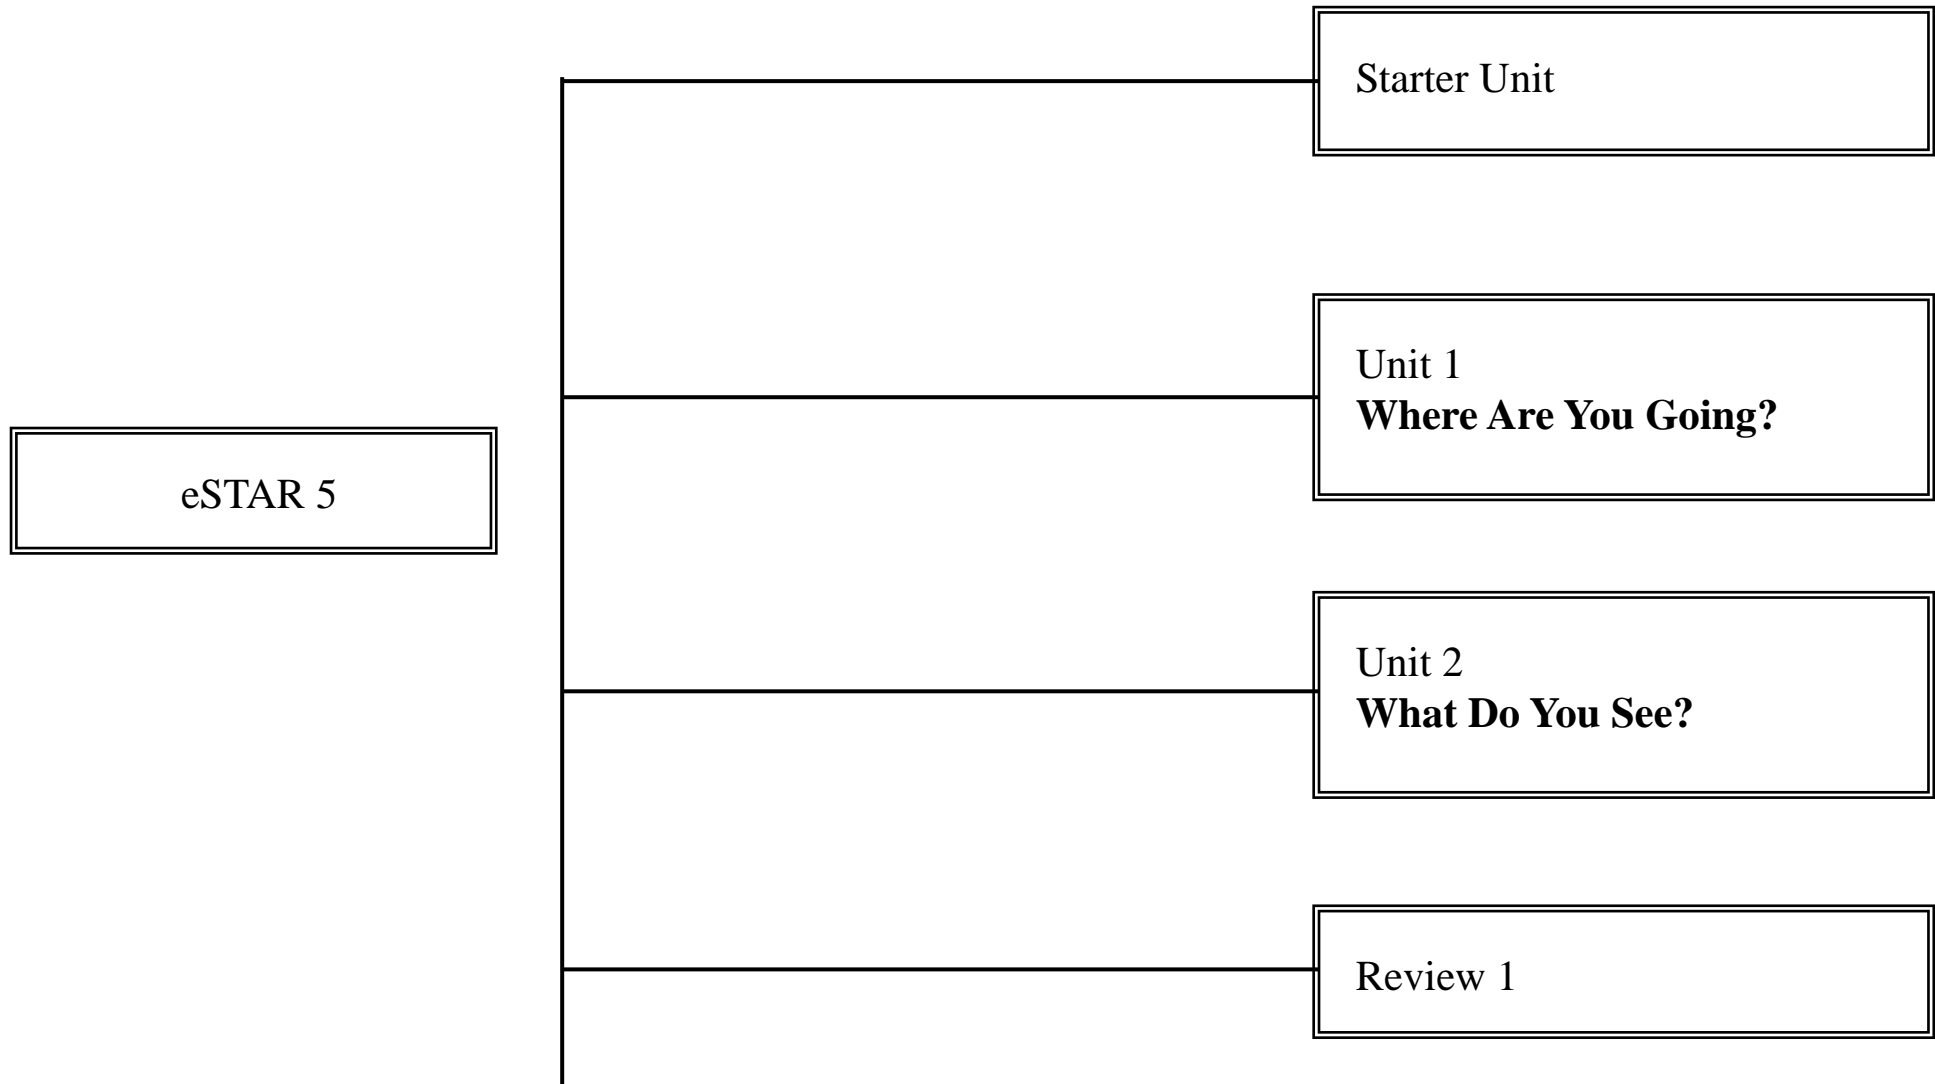 eSTAR 5
Starter Unit
Unit 1
Where Are You Going?
Unit 2
What Do You See?
Review 1